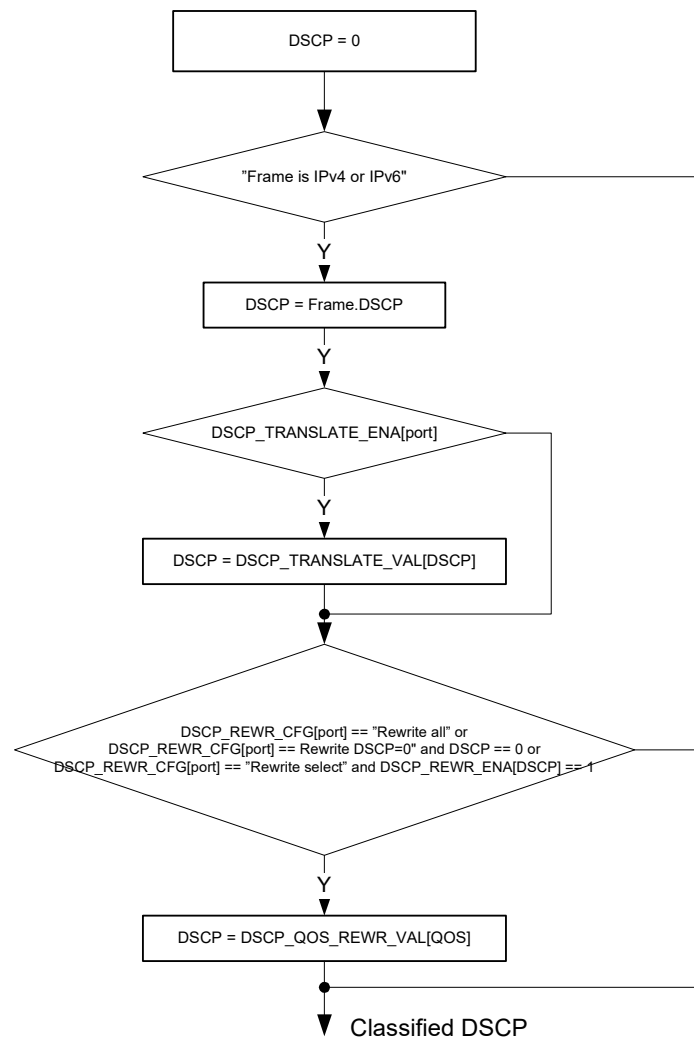 DSCP = 0
”Frame is IPv4 or IPv6"
Y
DSCP = Frame.DSCP
Y
DSCP_TRANSLATE_ENA[port]
Y
DSCP = DSCP_TRANSLATE_VAL[DSCP]
DSCP_REWR_CFG[port] == ”Rewrite all” or
DSCP_REWR_CFG[port] == Rewrite DSCP=0" and DSCP == 0 or
DSCP_REWR_CFG[port] == ”Rewrite select” and DSCP_REWR_ENA[DSCP] == 1
Y
DSCP = DSCP_QOS_REWR_VAL[QOS]
Classified DSCP